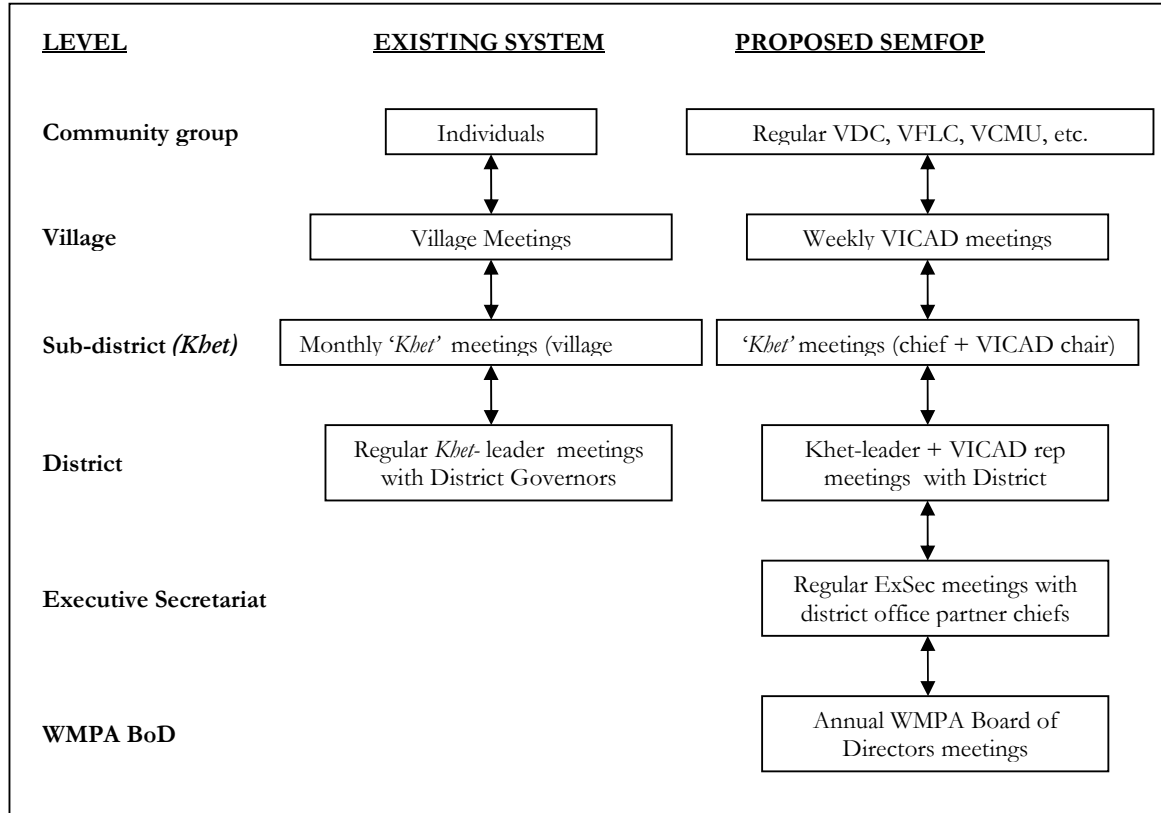 LEVEL EXISTING SYSTEM PROPOSED SEMFOP
Community group Individuals Regular VDC, VFLC, VCMU, etc.
Village Village Meetings Weekly VICAD meetings
Sub-district (Khet) Monthly ‘Khet’ meetings (village ‘Khet’ meetings (chief + VICAD chair)
District
Regular Khet- leader meetings
with District Governors
Khet-leader + VICAD rep
meetings with District
Executive Secretariat
Regular ExSec meetings with
district office partner chiefs
WMPA BoD
Annual WMPA Board of
Directors meetings